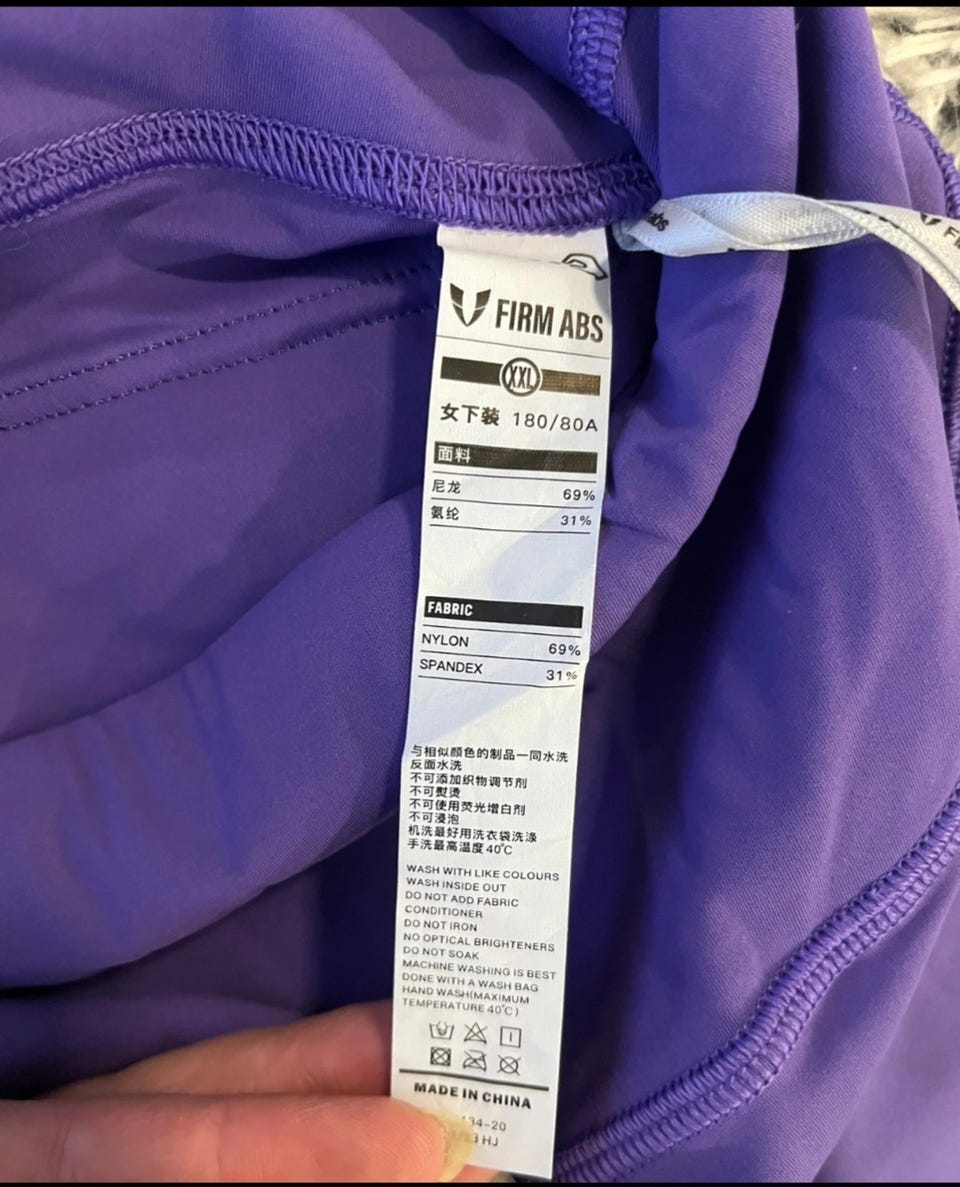 FIRM ABS
XXL
女下装 180/80A
面料
尼龙 69%
氨纶 31%
FABRIC
NYLON 69%
SPANDEX 31%
与相似颜色的制品一同水洗
反面水洗
不可添加织物调节剂
不可熨烫
不可使用荧光增白剂
不可浸泡
机洗最好用洗衣袋洗涤
手洗最高温度40℃
WASH WITH LIKE COLOURS
WASH INSIDE OUT
DO NOT ADD FABRIC
CONDITIONER
DO NOT IRON
NO OPTICAL BRIGHTENERS
DO NOT SOAK
MACHINE WASHING IS BEST
DONE WITH A WASH BAG
HAND WASH(MAXIMUM
TEMPERATURE 40℃)
MADE IN CHINA
HJ